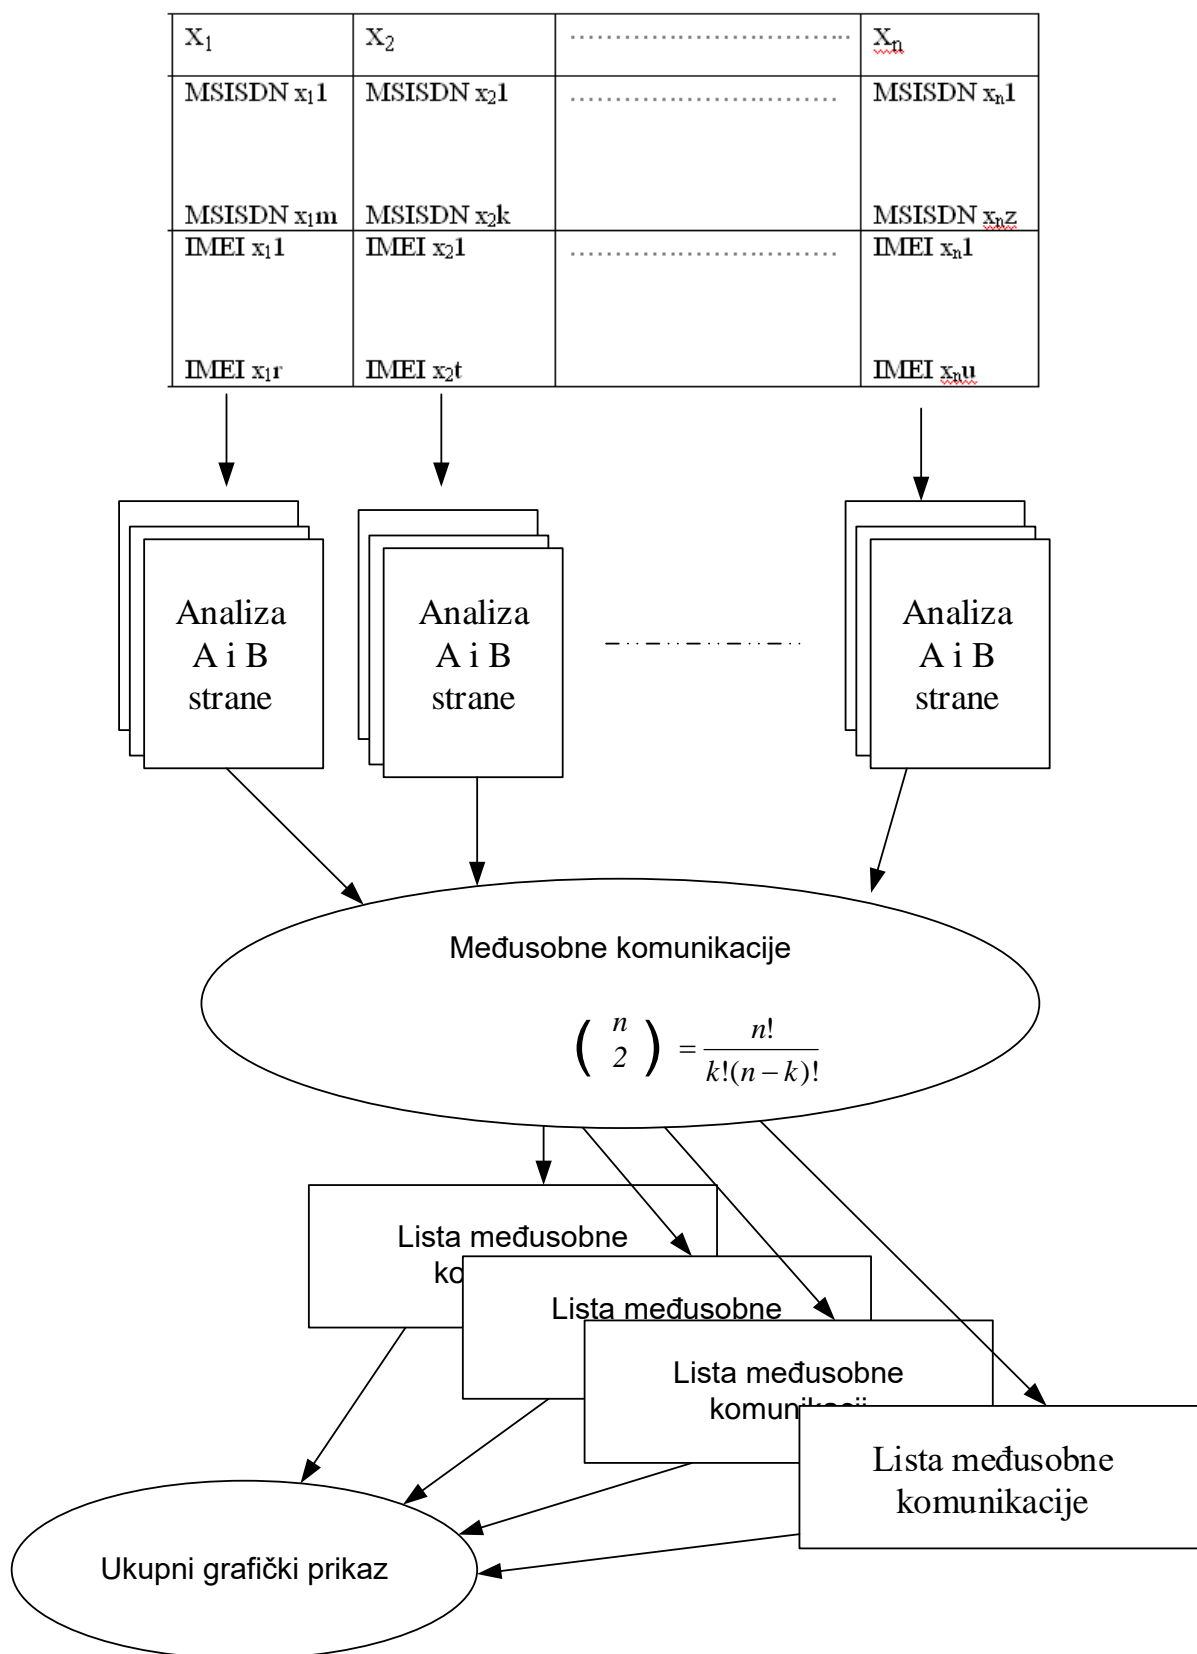 X₁ X₂ ................................ Xₙ
MSISDN x₁1 MSISDN x₂1 .............................. MSISDN xₙ1
MSISDN x₁m MSISDN x₂k MSISDN xₙz
IMEI x₁1 IMEI x₂1 .............................. IMEI xₙ1
IMEI x₁r IMEI x₂t IMEI xₙu
Analiza
A i B
strane
Analiza
A i B
strane
Analiza
A i B
strane
Međusobne komunikacije
(n 2) = n! / k!(n − k)!
Lista međusobne
Lista međusobne
Lista međusobne
Lista međusobne
komunikacije
Ukupni grafički prikaz